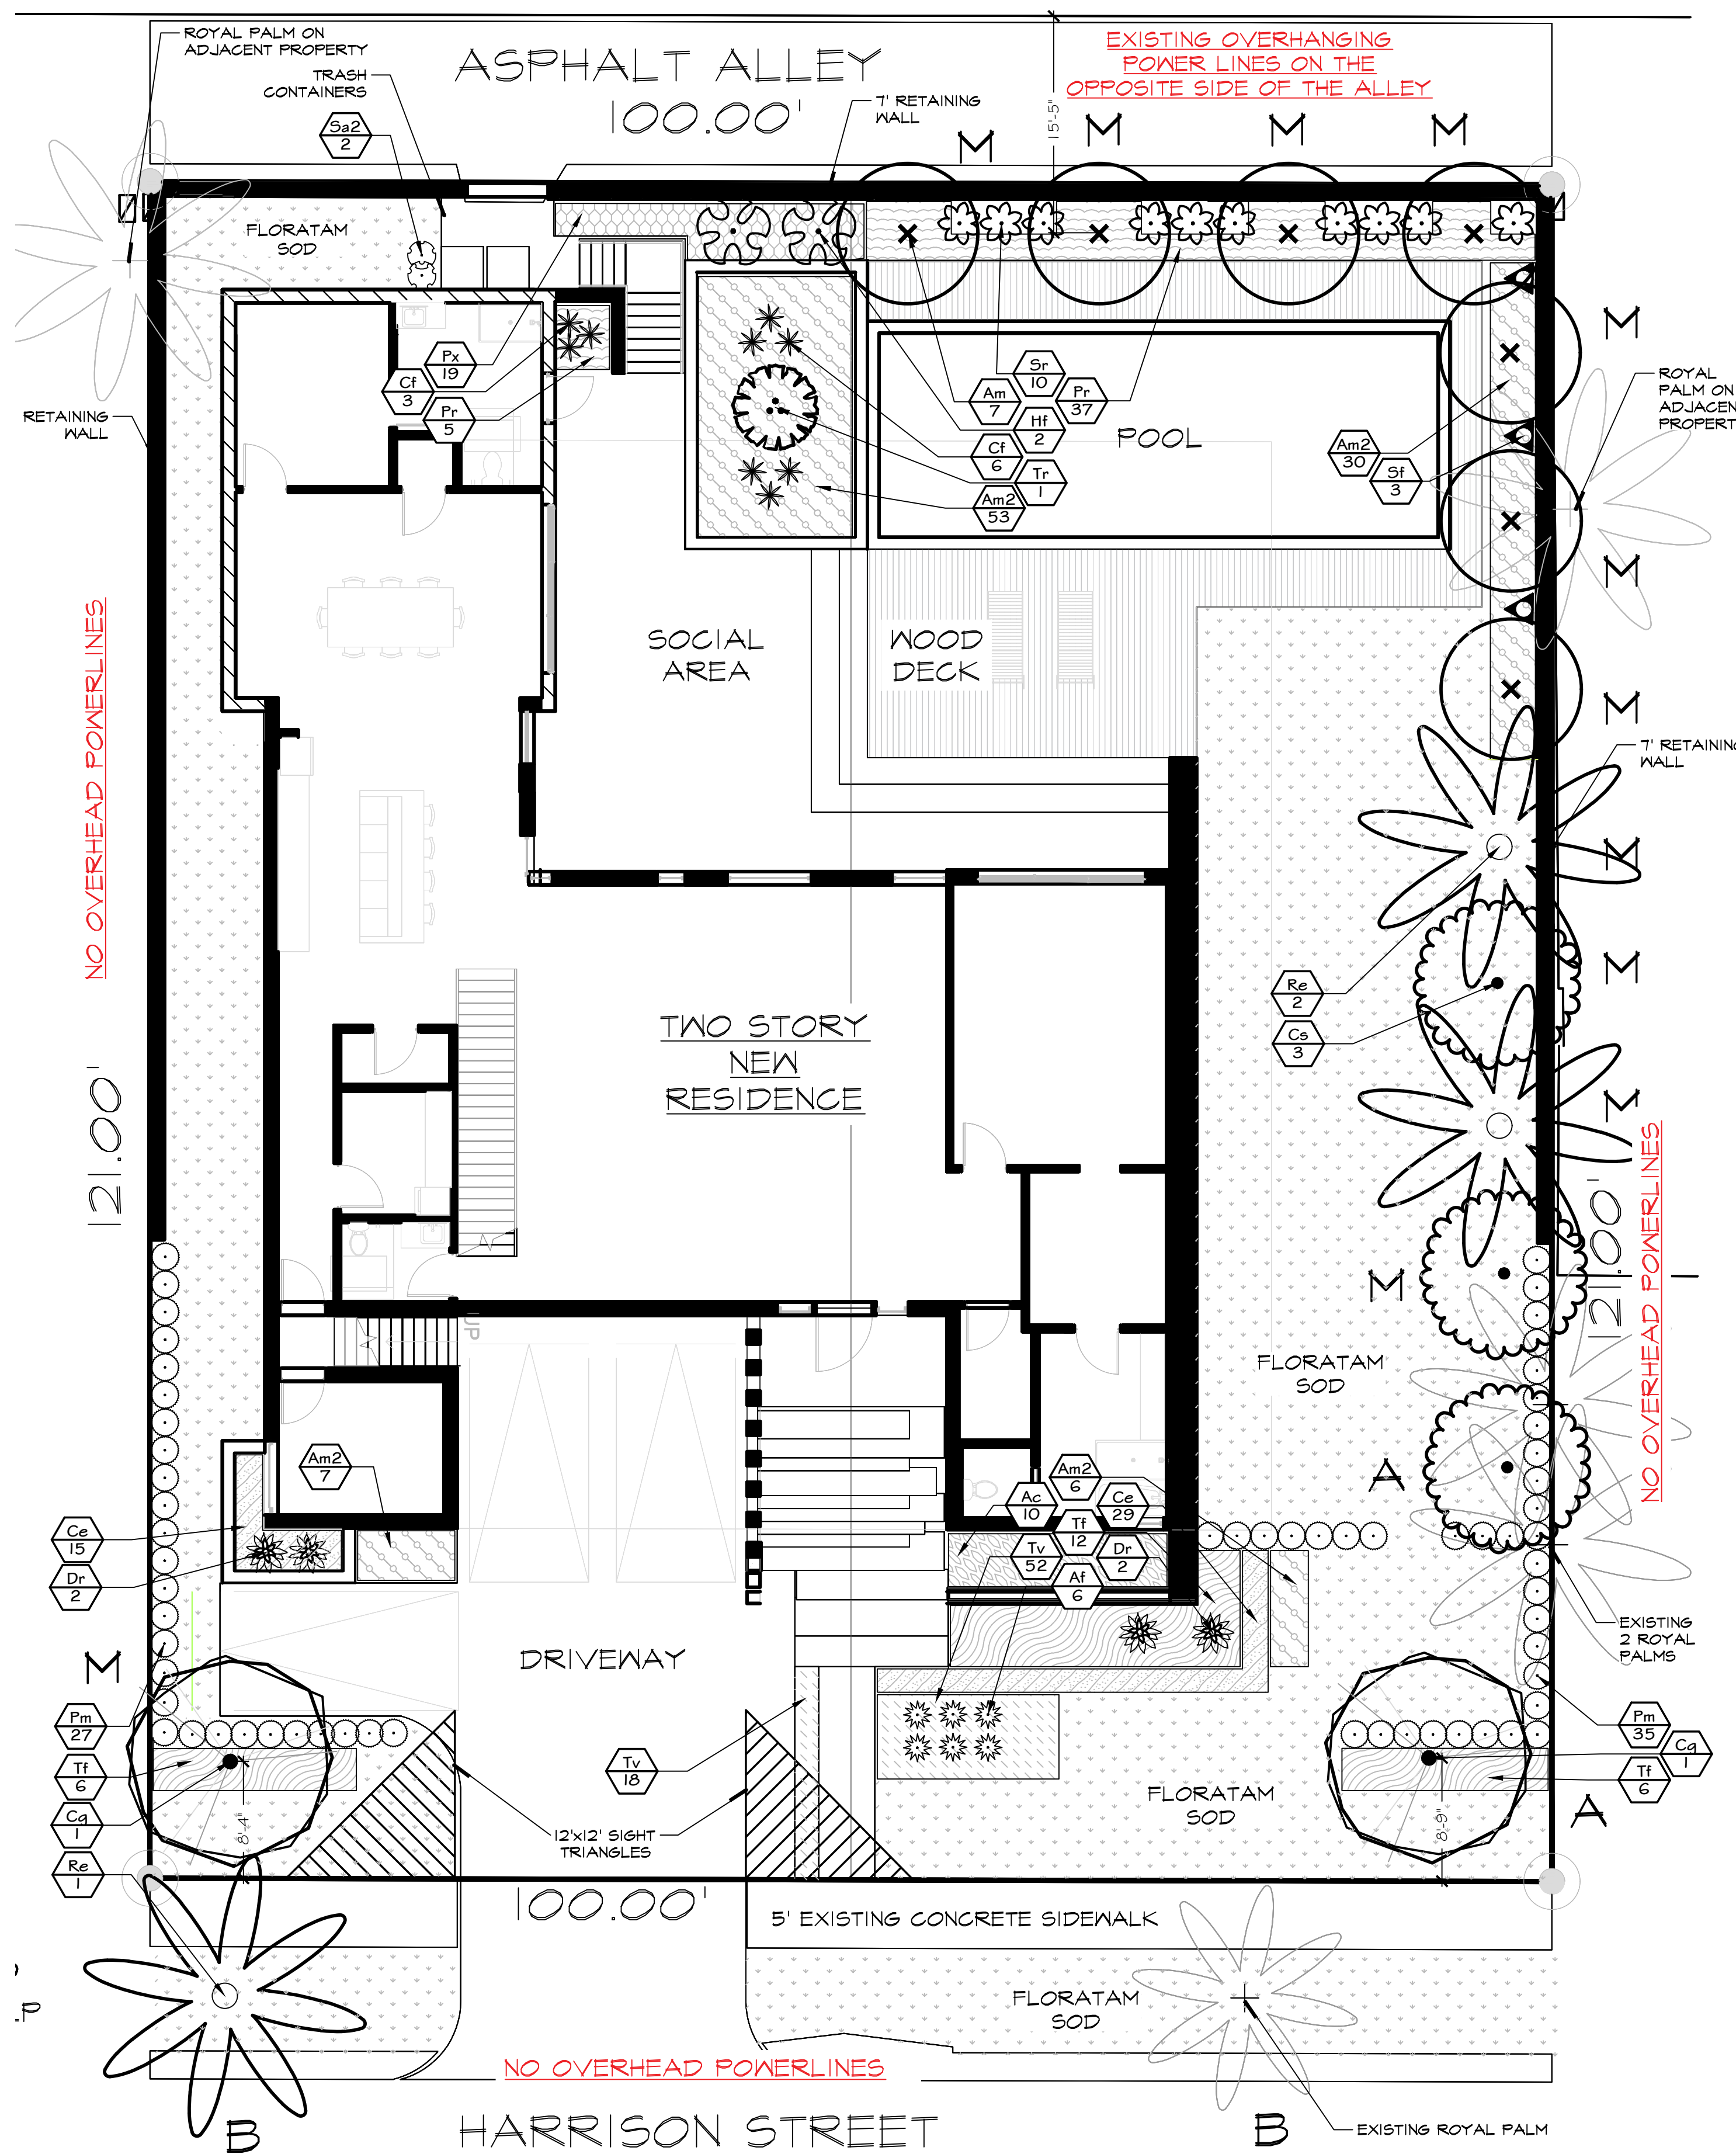 ROYAL PALM ON
ADJACENT PROPERTY
TRASH
CONTAINERS
ASPHALT ALLEY
100.00'
EXISTING OVERHANGING
POWER LINES ON THE
OPPOSITE SIDE OF THE ALLEY
7' RETAINING
WALL
15'-5"
M
M
M
M
Sa2
2
FLORATAM
SOD
M
Px
19
Cf
3
Pr
5
RETAINING
WALL
Sr
10
Am
7
Pr
37
Hf
2
Cf
6
Tr
1
Am2
53
POOL
Am2
30
Sf
3
ROYAL
PALM ON
M
NO OVERHEAD POWERLINES
SOCIAL
AREA
WOOD
DECK
M
7'
WALL
M
Re
2
Cs
3
M
M
TWO STORY
NEW
RESIDENCE
121.00'
M
121.00'
NO OVERHEAD POWERLINES
UP
M
FLORATAM
SOD
A
Am2
7
Am2
6
Ac
10
Ce
29
Tf
12
Tv
52
Dr
2
Af
6
Ce
15
Dr
2
EXISTING
2 ROYAL
PALMS
DRIVEWAY
M
Pm
27
Tf
6
Cg
1
Re
1
Tv
18
Pm
35
Cg
1
Tf
6
8'-4"
12'x12' SIGHT
TRIANGLES
FLORATAM
SOD
8'-9"
A
100.00'
5' EXISTING CONCRETE SIDEWALK
FLORATAM
SOD
NO OVERHEAD POWERLINES
B
HARRISON STREET
B
EXISTING ROYAL PALM